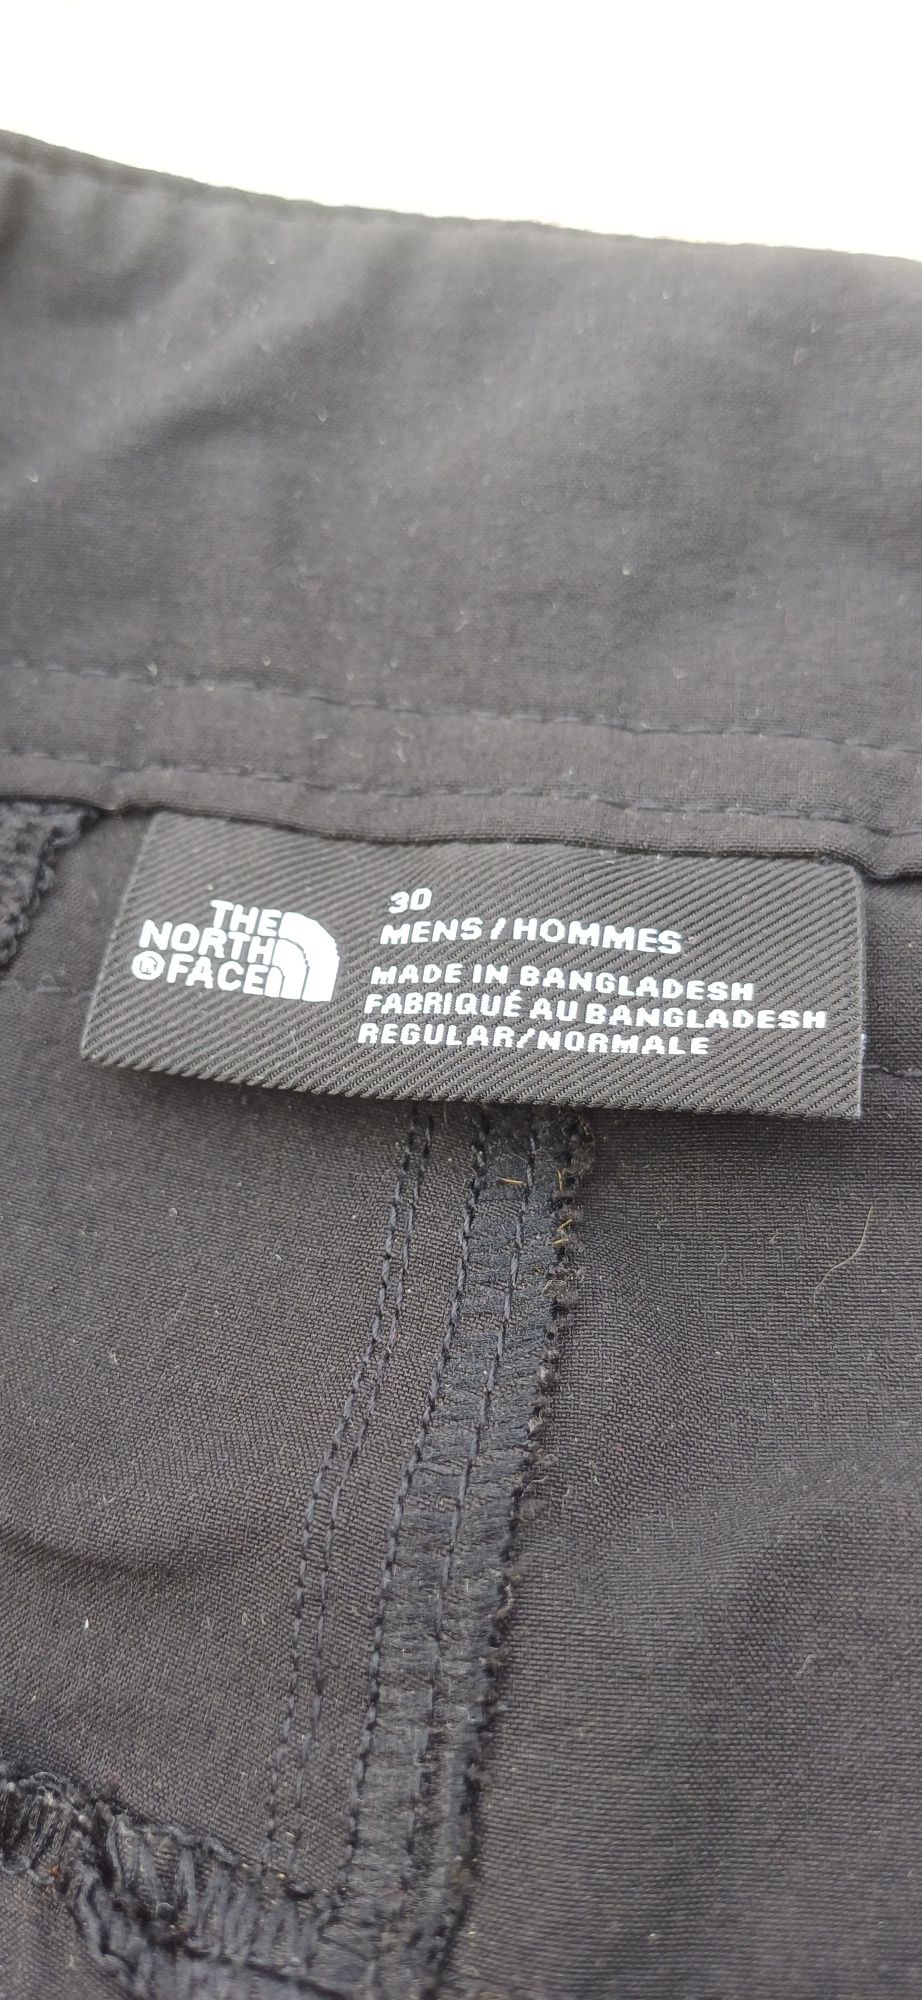 THE
NORTH
® FACE
30
MENS / HOMMES
MADE IN BANGLADESH
FABRIQUÉ AU BANGLADESH
REGULAR/NORMALE